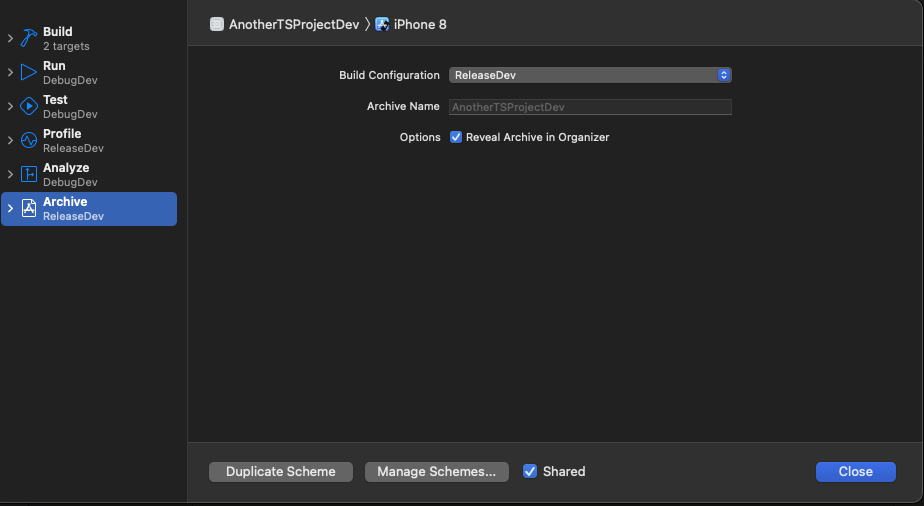 Build
2 targets
Run
DebugDev
Test
DebugDev
Profile
ReleaseDev
Analyze
DebugDev
Archive
ReleaseDev
AnotherTSProjectDev 〉 iPhone 8
Build Configuration ReleaseDev
Archive Name AnotherTSProjectDev
Options Reveal Archive in Organizer
Duplicate Scheme Manage Schemes... Shared Close